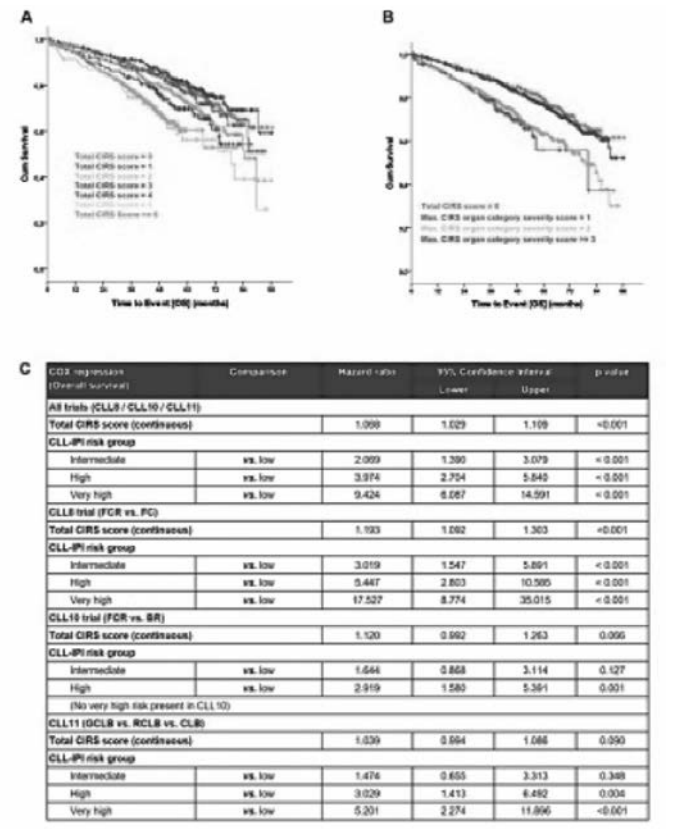 A
B
Cum Survival
Total CIRS score = 0
Total CIRS score = 1
Total CIRS score = 2
Total CIRS score = 3
Total CIRS score = 4
Time to Event [OS] (months)
Cum Survival
Total CIRS score = 0
Max. CIRS organ category severity score = 1
Max. CIRS organ category severity score = 2
Max. CIRS organ category severity score >= 3
Time to Event [OS] (months)
C
COX regression (Overall survival) Comparison Hazard ratio 95% Confidence Interval p value
Lower Upper
All trials (CLL8 / CLL10 / CLL11)
Total CIRS score (continuous) 1.029 <0.001
CLL-IPI risk group
Intermediate vs. low 3.079 < 0.001
High vs. low 3.974 2.704 5.840 < 0.001
Very high vs. low 9.424 6.087 14.591 < 0.001
CLL8 trial (FCR vs. FC)
Total CIRS score (continuous) 1.193 1.092 1.303 <0.001
CLL-IPI risk group
Intermediate vs. low 3.019 1.547 5.891 < 0.001
High vs. low 5.447 2.803 < 0.001
Very high vs. low 17.527 8.774 35.015 < 0.001
CLL10 trial (FCR vs. BR)
Total CIRS score (continuous) 1.120 0.992 1.263 0.066
CLL-IPI risk group
Intermediate vs. low 1.644 0.868 3.114 0.127
High vs. low 2.919 1.580 5.391 0.001
(No very high risk present in CLL10)
CLL11 (GCLB vs. RCLB vs. CLB)
Total CIRS score (continuous) 1.039 0.994 1.086 0.090
CLL-IPI risk group
Intermediate vs. low 1.474 0.655 3.313 0.348
High vs. low 3.029 1.413 6.492 0.004
Very high vs. low 5.201 2.274 11.896 <0.001